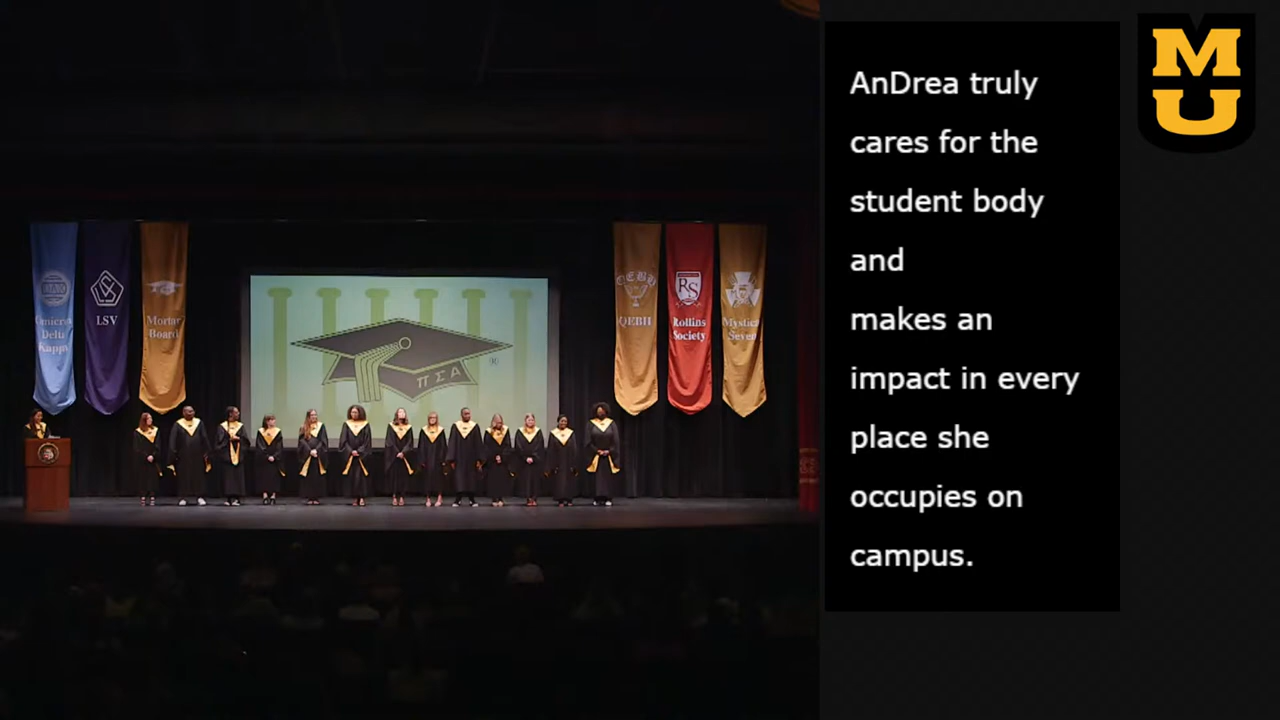 Omicron
Delta
Kappa
LSV
Mortar
Board
ΠΣΑ
®
QEBH
QEBH
RS
Rollins
Society
Mystical
Seven
AnDrea truly
cares for the
student body
and
makes an
impact in every
place she
occupies on
campus.
MU